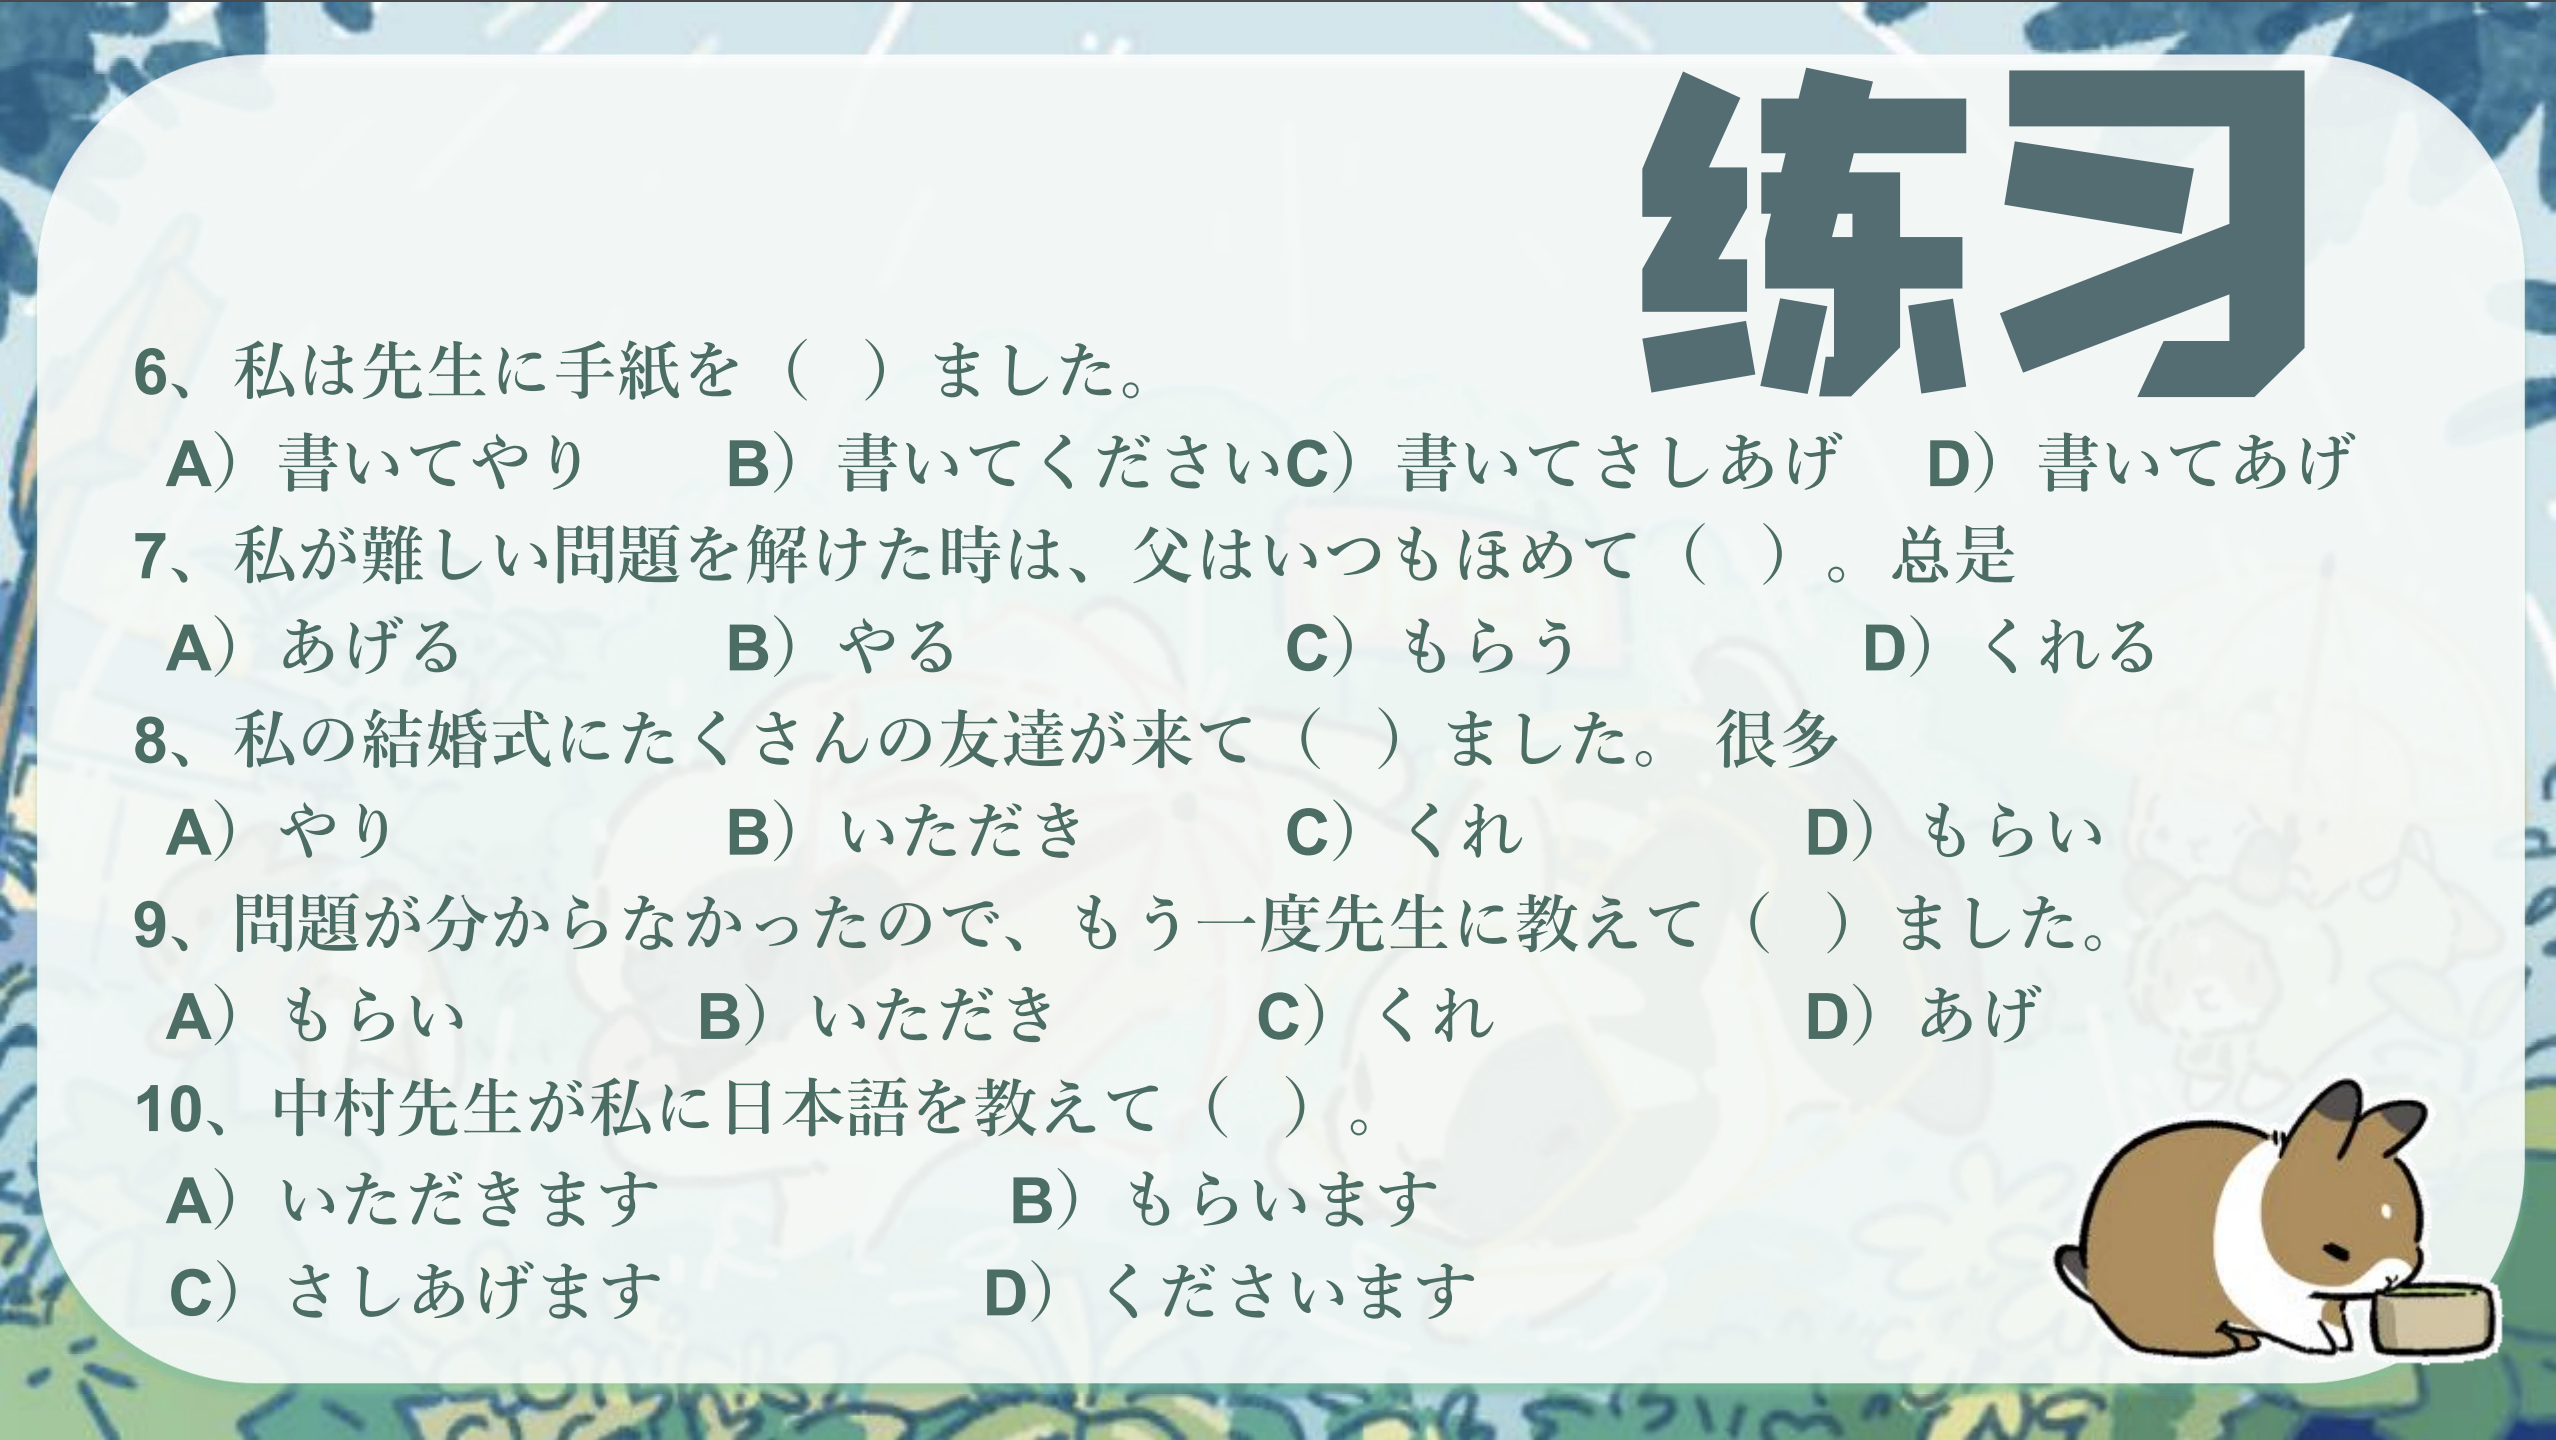 练习
6、私は先生に手紙を（　）ました。
A）書いてやり　B）書いてくださいC）書いてさしあげ　D）書いてあげ
7、私が難しい問題を解けた時は、父はいつもほめて（　）。总是
A）あげる　B）やる　C）もらう　D）くれる
8、私の結婚式にたくさんの友達が来て（　）ました。 很多
A）やり　B）いただき　C）くれ　D）もらい
9、問題が分からなかったので、もう一度先生に教えて（　）ました。
A）もらい　B）いただき　C）くれ　D）あげ
10、中村先生が私に日本語を教えて（　）。
A）いただきます　B）もらいます
C）さしあげます　D）くださいます